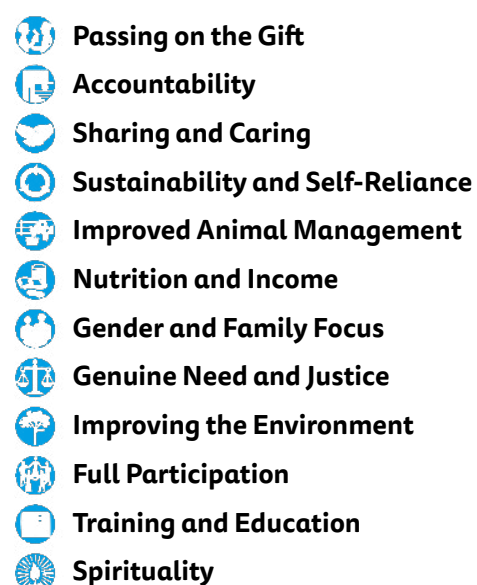 Passing on the Gift
Accountability
Sharing and Caring
Sustainability and Self-Reliance
Improved Animal Management
Nutrition and Income
Gender and Family Focus
Genuine Need and Justice
Improving the Environment
Full Participation
Training and Education
Spirituality